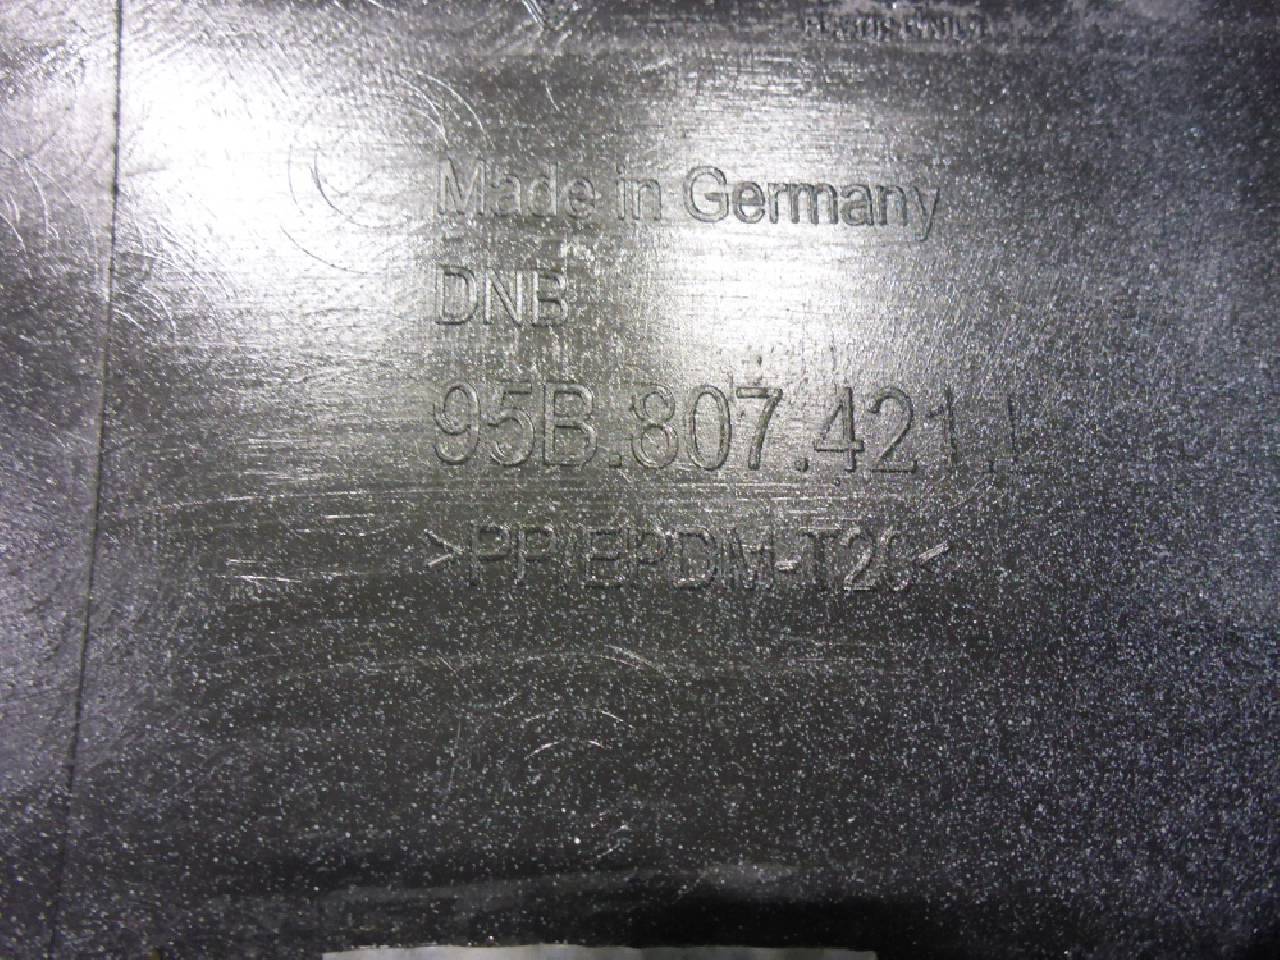 Made in Germany
DNB
95B.807.421
>PP/EPDM-T20<